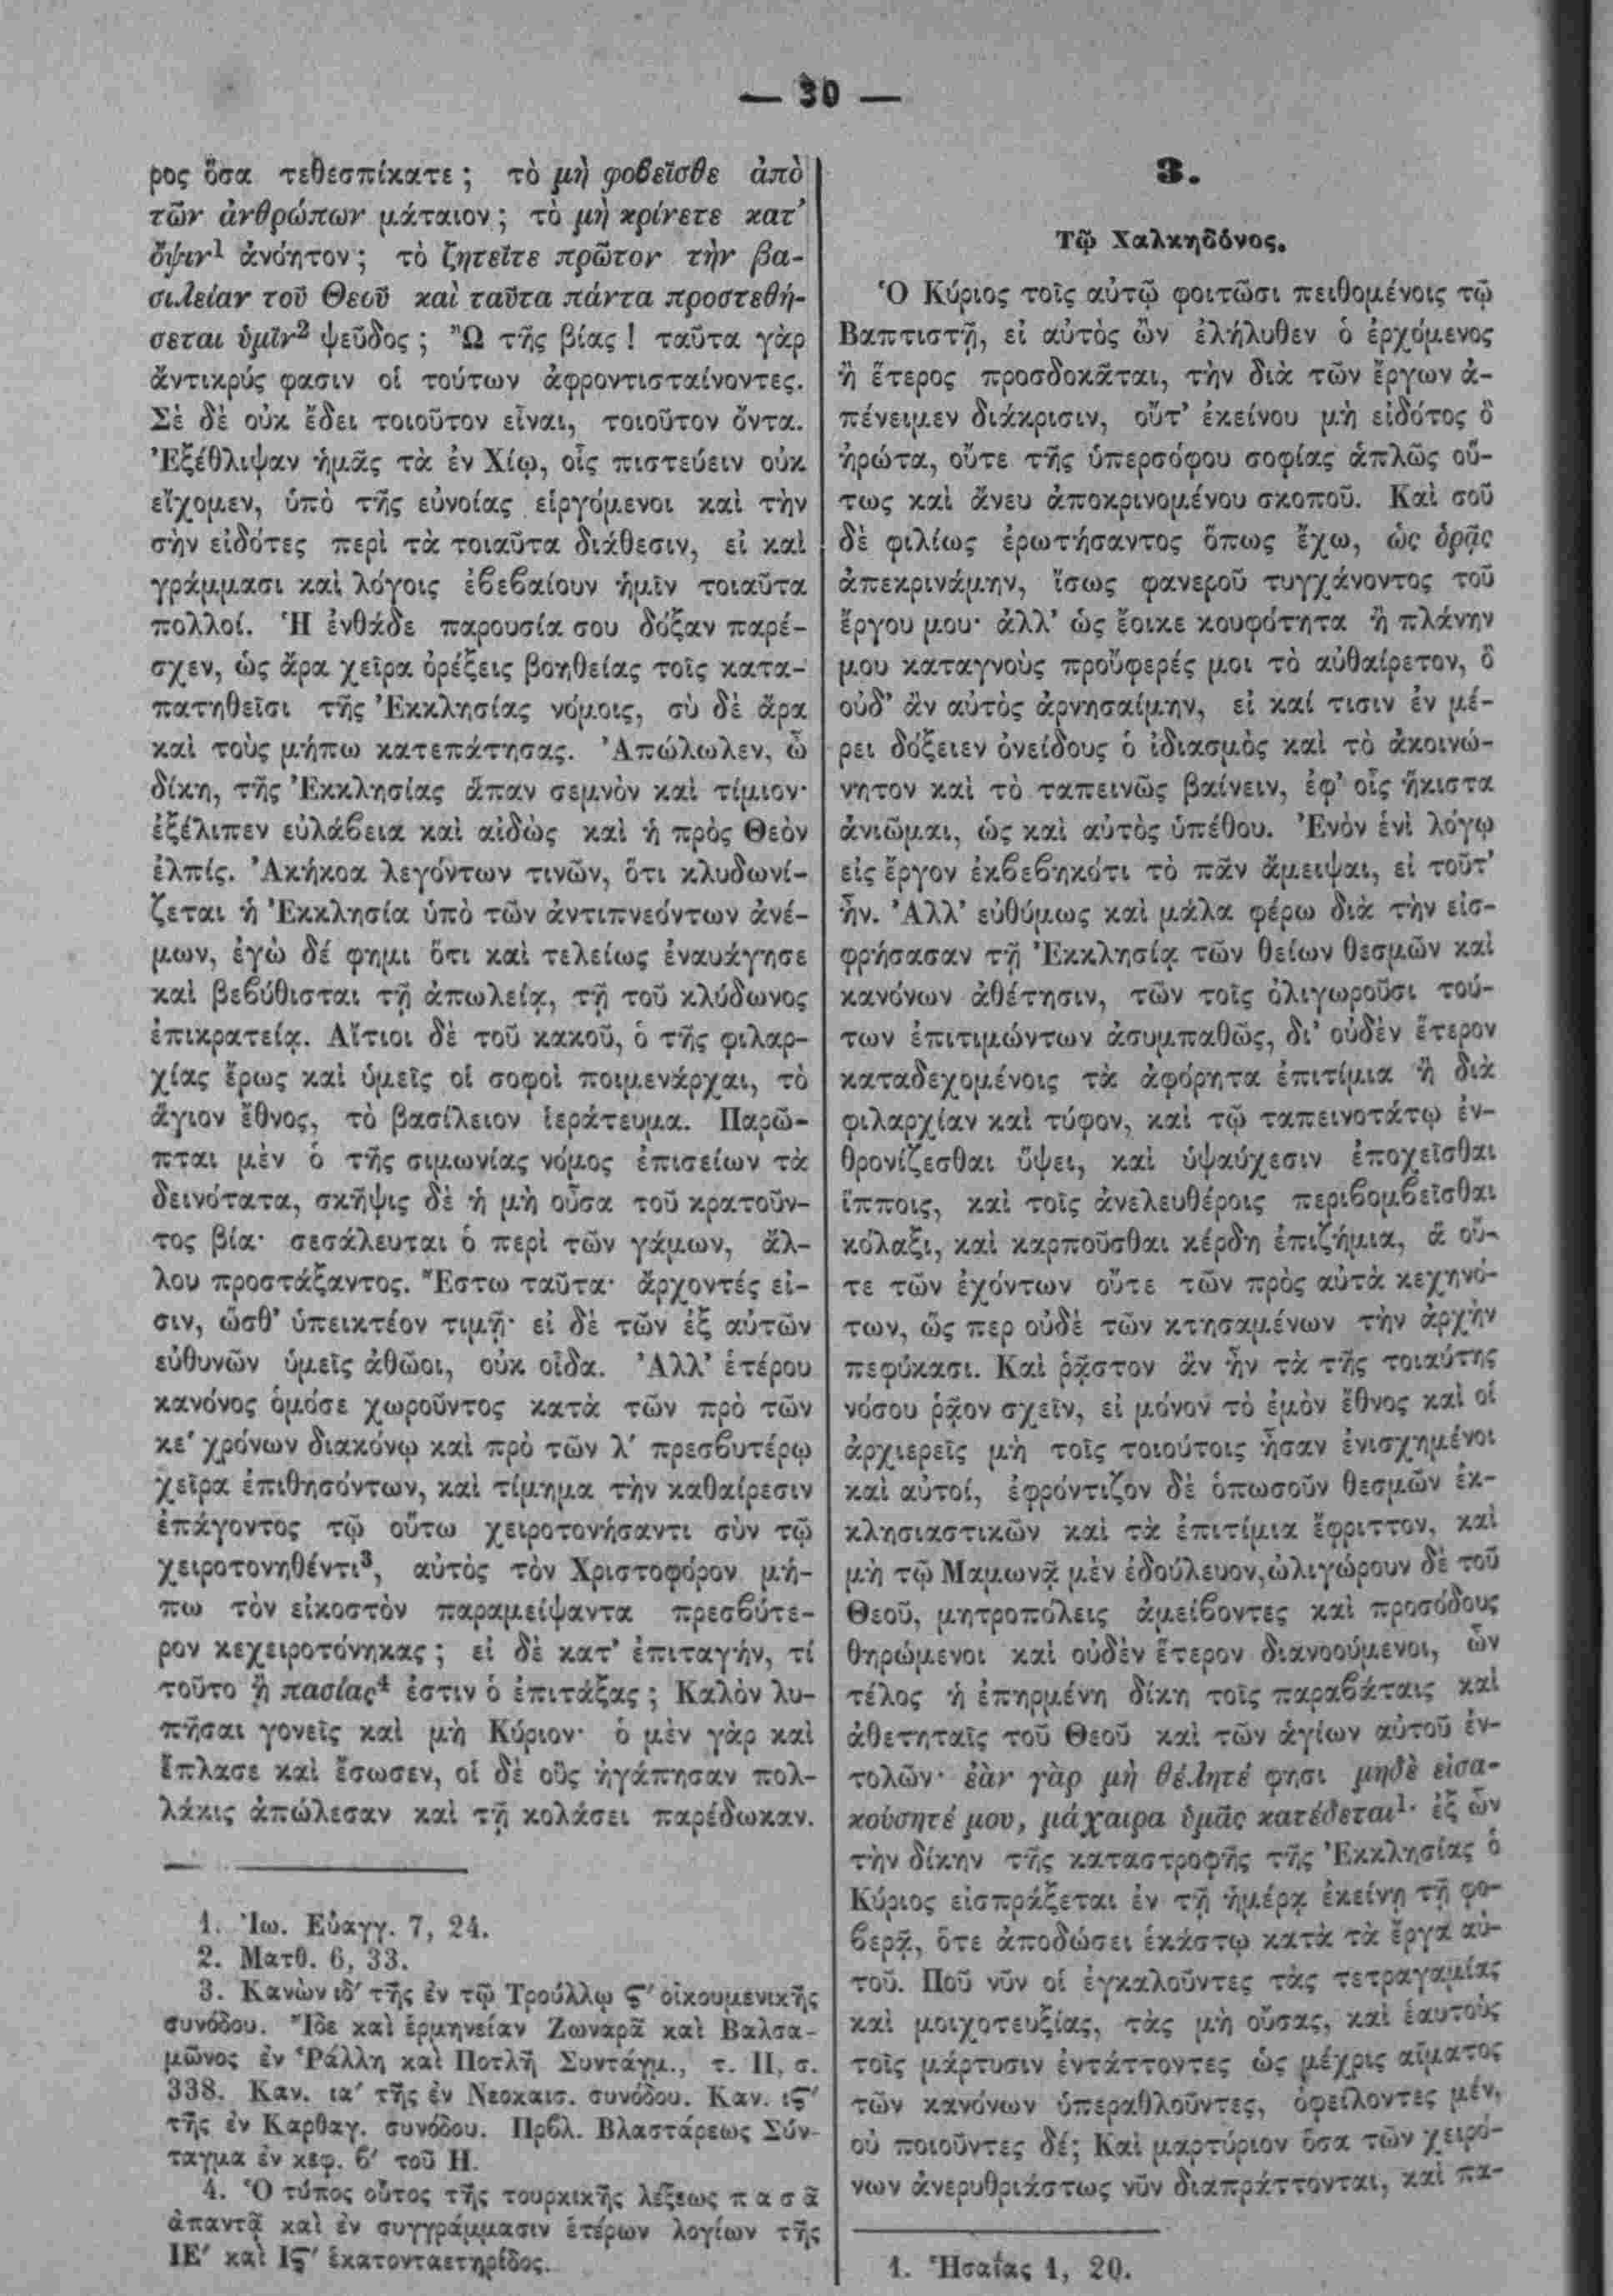 — 30 —
ρος ὅσα τεθεσπίκατε ; τὸ μὴ φοβεῖσθε ἀπὸ
τῶν ἀνθρώπων μάταιον ; τὸ μὴ κρίνετε κατ’
ὄψιν¹ ἀνόητον ; τὸ ζητεῖτε πρῶτον τὴν βα-
σιλείαν τοῦ Θεοῦ καὶ ταῦτα πάντα προστεθή-
σεται ὑμῖν² ψεῦδος ; Ὢ τῆς βίας ! ταῦτα γὰρ
ἄντικρύς φασιν οἱ τούτων ἀφροντισταίνοντες.
Σὲ δὲ οὐκ ἔδει τοιοῦτον εἶναι, τοιοῦτον ὄντα.
Ἐξέθλιψαν ἡμᾶς τὰ ἐν Χίῳ, οἷς πιστεύειν οὐκ
εἴχομεν, ὑπὸ τῆς εὐνοίας εἰργόμενοι καὶ τὴν
σὴν εἰδότες περὶ τὰ τοιαῦτα διάθεσιν, εἰ καὶ
γράμμασι καὶ λόγοις ἐβεβαίουν ἡμῖν τοιαῦτα
πολλοί. Ἡ ἐνθάδε παρουσία σου δόξαν παρέ-
σχεν, ὡς ἄρα χεῖρα ὀρέξεις βοηθείας τοῖς κατα-
πατηθεῖσι τῆς Ἐκκλησίας νόμοις, σὺ δὲ ἄρα
καὶ τοὺς μήπω κατεπάτησας. Ἀπώλωλεν, ὦ
δίκη, τῆς Ἐκκλησίας ἅπαν σεμνὸν καὶ τίμιον·
ἐξέλιπεν εὐλάβεια καὶ αἰδὼς καὶ ἡ πρὸς Θεὸν
ἐλπίς. Ἀκήκοα λεγόντων τινῶν, ὅτι κλυδωνί-
ζεται ἡ Ἐκκλησία ὑπὸ τῶν ἀντιπνεόντων ἀνέ-
μων, ἐγὼ δέ φημι ὅτι καὶ τελείως ἐναυάγησε
καὶ βεβύθισται τῇ ἀπωλείᾳ, τῇ τοῦ κλύδωνος
ἐπικρατείᾳ. Αἴτιοι δὲ τοῦ κακοῦ, ὁ τῆς φιλαρ-
χίας ἔρως καὶ ὑμεῖς οἱ σοφοὶ ποιμενάρχαι, τὸ
ἅγιον ἔθνος, τὸ βασίλειον ἱεράτευμα. Παρῶ-
πται μὲν ὁ τῆς σιμωνίας νόμος ἐπισείων τὰ
δεινότατα, σκῆψις δὲ ἡ μὴ οὖσα τοῦ κρατοῦν-
τος βία· σεσάλευται ὁ περὶ τῶν γάμων, ἄλ-
λου προστάξαντος. Ἔστω ταῦτα· ἄρχοντές εἰ-
σιν, ὥσθ’ ὑπεικτέον τιμῇ· εἰ δὲ τῶν ἐξ αὐτῶν
εὐθυνῶν ὑμεῖς ἀθῶοι, οὐκ οἶδα. Ἀλλ’ ἑτέρου
κανόνος ὁμόσε χωροῦντος κατὰ τῶν πρὸ τῶν
κε′ χρόνων διακόνῳ καὶ πρὸ τῶν λ′ πρεσβυτέρῳ
χεῖρα ἐπιθησόντων, καὶ τίμημα τὴν καθαίρεσιν
ἐπάγοντος τῷ οὕτω χειροτονήσαντι σὺν τῷ
χειροτονηθέντι³, αὐτὸς τὸν Χριστοφόρον μή-
πω τὸν εἰκοστὸν παραμείψαντα πρεσβύτε-
ρον κεχειροτόνηκας ; εἰ δὲ κατ’ ἐπιταγήν, τί
τοῦτο ἢ πασίας⁴ ἐστιν ὁ ἐπιτάξας ; Καλὸν λυ-
πῆσαι γονεῖς καὶ μὴ Κύριον· ὁ μὲν γὰρ καὶ
ἔπλασε καὶ ἔσωσεν, οἱ δὲ οὓς ἠγάπησαν πολ-
λάκις ἀπώλεσαν καὶ τῇ κολάσει παρέδωκαν.
1. Ἰω. Εὐαγγ. 7, 24.
2. Ματθ. 6, 33.
3. Κανὼν ιδ′ τῆς ἐν τῷ Τρούλλῳ ϛ′ οἰκουμενικῆς
συνόδου. Ἴδε καὶ ἑρμηνείαν Ζωναρᾶ καὶ Βαλσα-
μῶνος ἐν Ῥάλλη καὶ Ποτλῆ Συντάγμ., τ. II, σ.
338. Καν. ια′ τῆς ἐν Νεοκαισ. συνόδου. Καν. ιϛ′
τῆς ἐν Καρθαγ. συνόδου. Πρβλ. Βλαστάρεως Σύν-
ταγμα ἐν κεφ. β′ τοῦ Η.
4. Ὁ τύπος οὗτος τῆς τουρκικῆς λέξεως π α σ ᾶ
ἀπαντᾷ καὶ ἐν συγγράμμασιν ἑτέρων λογίων τῆς
ΙΕ′ καὶ Ιϛ′ ἑκατονταετηρίδος.
3.
Τῷ Χαλκηδόνος.
Ὁ Κύριος τοῖς αὐτῷ φοιτῶσι πειθομένοις τῷ
Βαπτιστῇ, εἰ αὐτὸς ὢν ἐλήλυθεν ὁ ἐρχόμενος
ἢ ἕτερος προσδοκᾶται, τὴν διὰ τῶν ἔργων ἀ-
πένειμεν διάκρισιν, οὔτ’ ἐκείνου μὴ εἰδότος ὃ
ἠρώτα, οὔτε τῆς ὑπερσόφου σοφίας ἁπλῶς οὕ-
τως καὶ ἄνευ ἀποκρινομένου σκοποῦ. Καὶ σοῦ
δὲ φιλίως ἐρωτήσαντος ὅπως ἔχω, ὡς ὁρᾷς
ἀπεκρινάμην, ἴσως φανεροῦ τυγχάνοντος τοῦ
ἔργου μου· ἀλλ’ ὡς ἔοικε κουφότητα ἢ πλάνην
μου καταγνοὺς προὔφερές μοι τὸ αὐθαίρετον, ὃ
οὐδ’ ἂν αὐτὸς ἀρνησαίμην, εἰ καί τισιν ἐν μέ-
ρει δόξειεν ὀνείδους ὁ ἰδιασμὸς καὶ τὸ ἀκοινώ-
νητον καὶ τὸ ταπεινῶς βαίνειν, ἐφ’ οἷς ἥκιστα
ἀνιῶμαι, ὡς καὶ αὐτὸς ὑπέθου. Ἐνὸν ἑνὶ λόγῳ
εἰς ἔργον ἐκβεβηκότι τὸ πᾶν ἄμειψαι, εἰ τοῦτ’
ἦν. Ἀλλ’ εὐθύμως καὶ μάλα φέρω διὰ τὴν εἰσ-
φρήσασαν τῇ Ἐκκλησίᾳ τῶν θείων θεσμῶν καὶ
κανόνων ἀθέτησιν, τῶν τοῖς ὀλιγωροῦσι τού-
των ἐπιτιμώντων ἀσυμπαθῶς, δι’ οὐδὲν ἕτερον
καταδεχομένοις τὰ ἀφόρητα ἐπιτίμια ἢ διὰ
φιλαρχίαν καὶ τύφον, καὶ τῷ ταπεινοτάτῳ ἐν-
θρονίζεσθαι ὕψει, καὶ ὑψαύχεσιν ἐποχεῖσθαι
ἵπποις, καὶ τοῖς ἀνελευθέροις περιβομβεῖσθαι
κόλαξι, καὶ καρποῦσθαι κέρδη ἐπιζήμια, ἃ οὔ-
τε τῶν ἐχόντων οὔτε τῶν πρὸς αὐτὰ κεχηνό-
των, ὥς περ οὐδὲ τῶν κτησαμένων τὴν ἀρχὴν
πεφύκασι. Καὶ ῥᾷστον ἂν ἦν τὰ τῆς τοιαύτης
νόσου ῥᾷον σχεῖν, εἰ μόνον τὸ ἐμὸν ἔθνος καὶ οἱ
ἀρχιερεῖς μὴ τοῖς τοιούτοις ἦσαν ἐνισχημένοι
καὶ αὐτοί, ἐφρόντιζον δὲ ὁπωσοῦν θεσμῶν ἐκ-
κλησιαστικῶν καὶ τὰ ἐπιτίμια ἔφριττον, καὶ
μὴ τῷ Μαμωνᾷ μὲν ἐδούλευον, ὠλιγώρουν δὲ τοῦ
Θεοῦ, μητροπόλεις ἀμείβοντες καὶ προσόδους
θηρώμενοι καὶ οὐδὲν ἕτερον διανοούμενοι, ὧν
τέλος ἡ ἐπηρμένη δίκη τοῖς παραβάταις καὶ
ἀθετηταῖς τοῦ Θεοῦ καὶ τῶν ἁγίων αὐτοῦ ἐν-
τολῶν· ἐὰν γὰρ μὴ θέλητέ φησι μηδὲ εἰσα-
κούσητέ μου, μάχαιρα ὑμᾶς κατέδεται¹· ἐξ ὧν
τὴν δίκην τῆς καταστροφῆς τῆς Ἐκκλησίας ὁ
Κύριος εἰσπράξεται ἐν τῇ ἡμέρᾳ ἐκείνῃ τῇ φο-
βερᾷ, ὅτε ἀποδώσει ἑκάστῳ κατὰ τὰ ἔργα αὐ-
τοῦ. Ποῦ νῦν οἱ ἐγκαλοῦντες τὰς τετραγαμίας
καὶ μοιχοτευξίας, τὰς μὴ οὔσας, καὶ ἑαυτοὺς
τοῖς μάρτυσιν ἐντάττοντες ὡς μέχρις αἵματος
τῶν κανόνων ὑπεραθλοῦντες, ὀφείλοντες μέν,
οὐ ποιοῦντες δέ; Καὶ μαρτύριον ὅσα τῶν χειρό-
νων ἀνερυθριάστως νῦν διαπράττονται, καὶ πα-
1. Ἠσαΐας 1, 20.